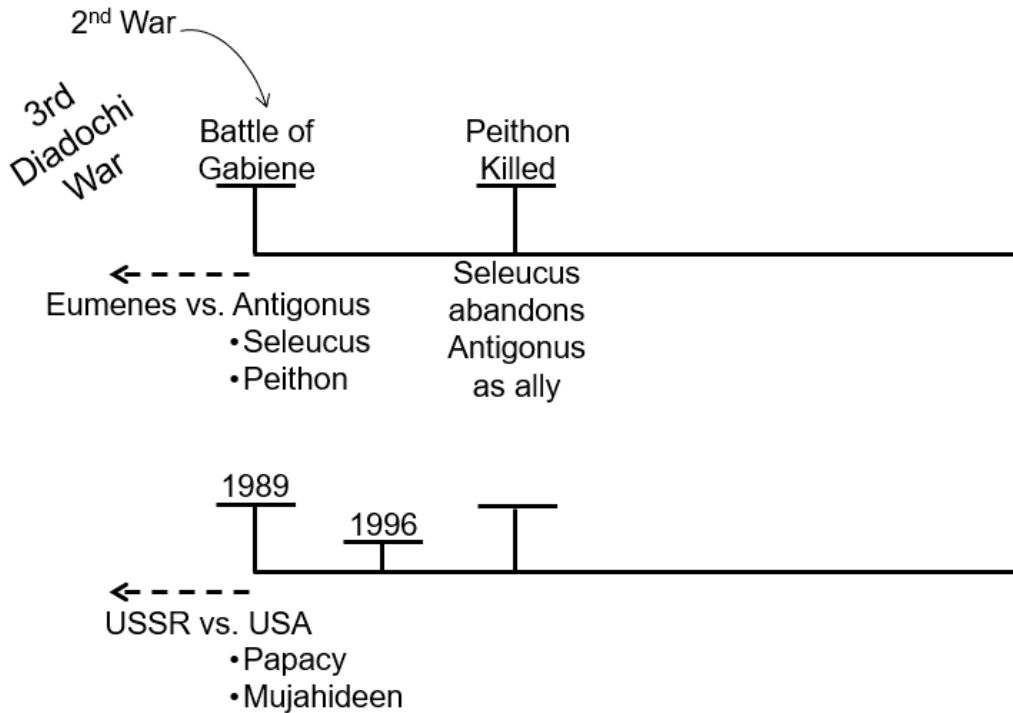 2nd War
3rd
Diadochi
War
Battle of
Gabiene
Peithon
Killed
Eumenes vs. Antigonus
•Seleucus
•Peithon
Seleucus
abandons
Antigonus
as ally
1989
1996
USSR vs. USA
•Papacy
•Mujahideen